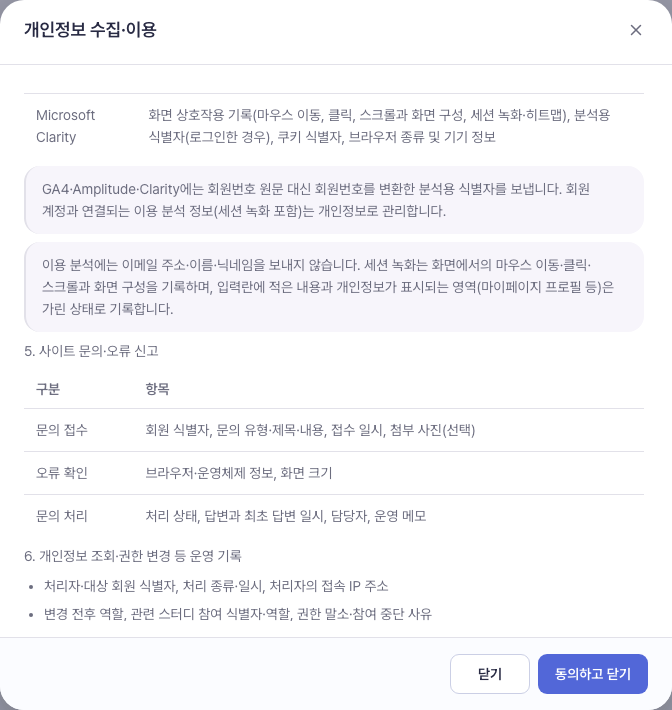 개인정보 수집·이용
Microsoft Clarity
화면 상호작용 기록(마우스 이동, 클릭, 스크롤과 화면 구성, 세션 녹화·히트맵), 분석용
식별자(로그인한 경우), 쿠키 식별자, 브라우저 종류 및 기기 정보
GA4·Amplitude·Clarity에는 회원번호 원문 대신 회원번호를 변환한 분석용 식별자를 보냅니다. 회원
계정과 연결되는 이용 분석 정보(세션 녹화 포함)는 개인정보로 관리합니다.
이용 분석에는 이메일 주소·이름·닉네임을 보내지 않습니다. 세션 녹화는 화면에서의 마우스 이동·클릭·
스크롤과 화면 구성을 기록하며, 입력란에 적은 내용과 개인정보가 표시되는 영역(마이페이지 프로필 등)은
가린 상태로 기록합니다.
5. 사이트 문의·오류 신고
구분 항목
문의 접수 회원 식별자, 문의 유형·제목·내용, 접수 일시, 첨부 사진(선택)
오류 확인 브라우저·운영체제 정보, 화면 크기
문의 처리 처리 상태, 답변과 최초 답변 일시, 담당자, 운영 메모
6. 개인정보 조회·권한 변경 등 운영 기록
• 처리자·대상 회원 식별자, 처리 종류·일시, 처리자의 접속 IP 주소
• 변경 전후 역할, 관련 스터디 참여 식별자·역할, 권한 말소·참여 중단 사유
닫기 동의하고 닫기